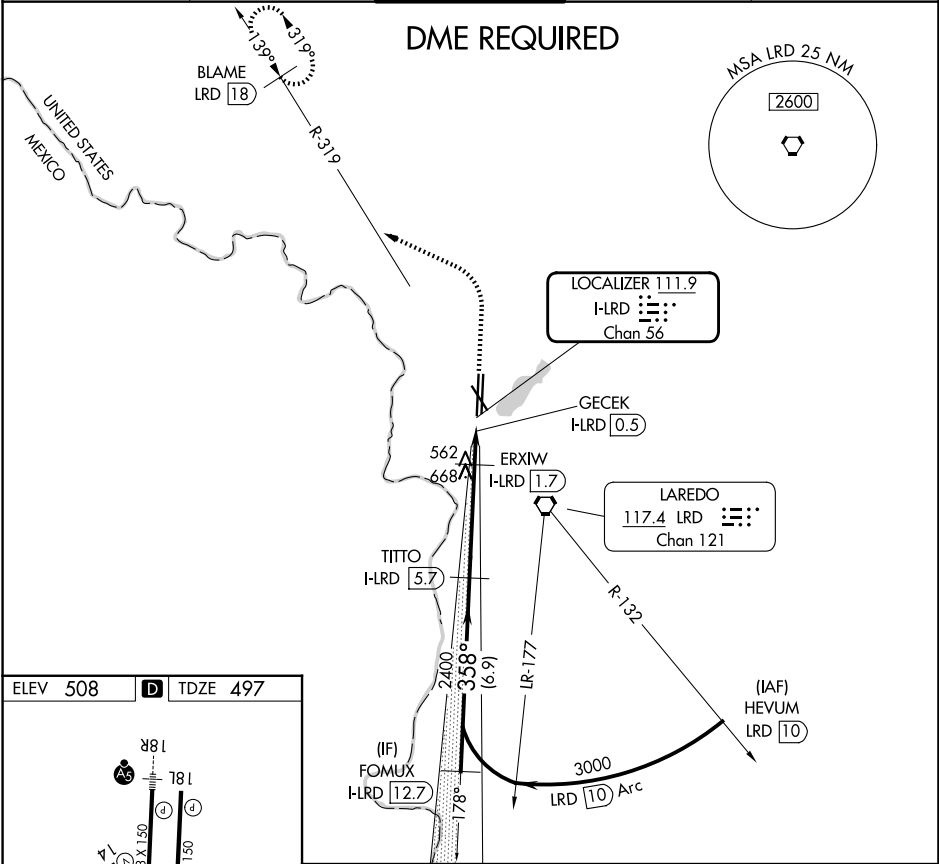 DME REQUIRED
319°
139°
BLAME
LRD 18
R-319
UNITED STATES
MEXICO
MSA LRD 25 NM
2600
LOCALIZER 111.9
I-LRD
Chan 56
GECEK
I-LRD 0.5
562
668
ERXIW
I-LRD 1.7
LAREDO
117.4 LRD
Chan 121
TITTO
I-LRD 5.7
R-132
LR-177
2400
358°
(6.9)
(IAF)
HEVUM
LRD 10
3000
LRD 10 Arc
(IF)
FOMUX
I-LRD 12.7
178°
ELEV 508
D
TDZE 497
18R
A5
18L
P
P
X 150
150
14